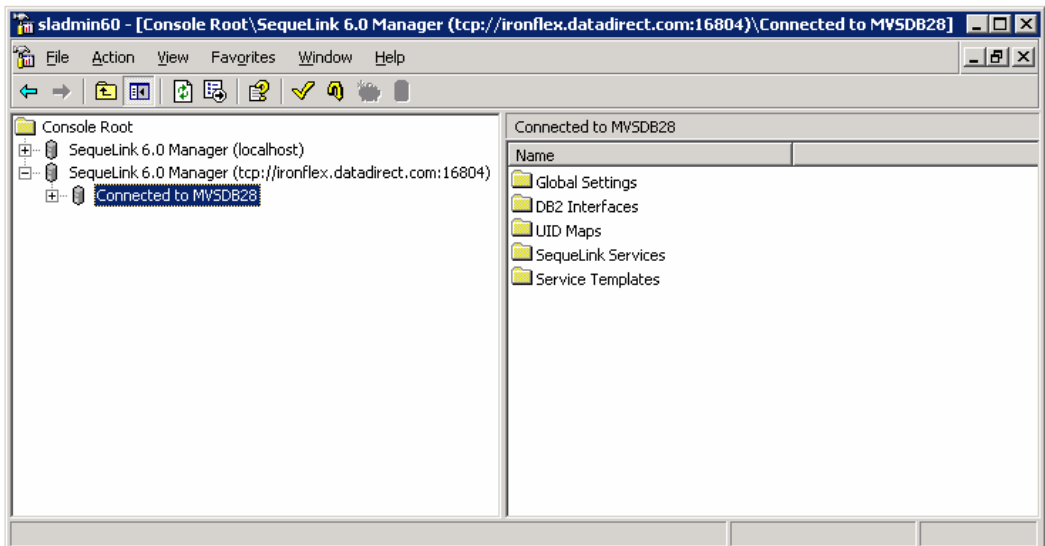 sladmin60 - [Console Root\SequeLink 6.0 Manager (tcp://ironflex.datadirect.com:16804)\Connected to MVSDB28]
File Action View Favorites Window Help
Console Root
SequeLink 6.0 Manager (localhost)
SequeLink 6.0 Manager (tcp://ironflex.datadirect.com:16804)
Connected to MVSDB28
Connected to MVSDB28
Name
Global Settings
DB2 Interfaces
UID Maps
SequeLink Services
Service Templates